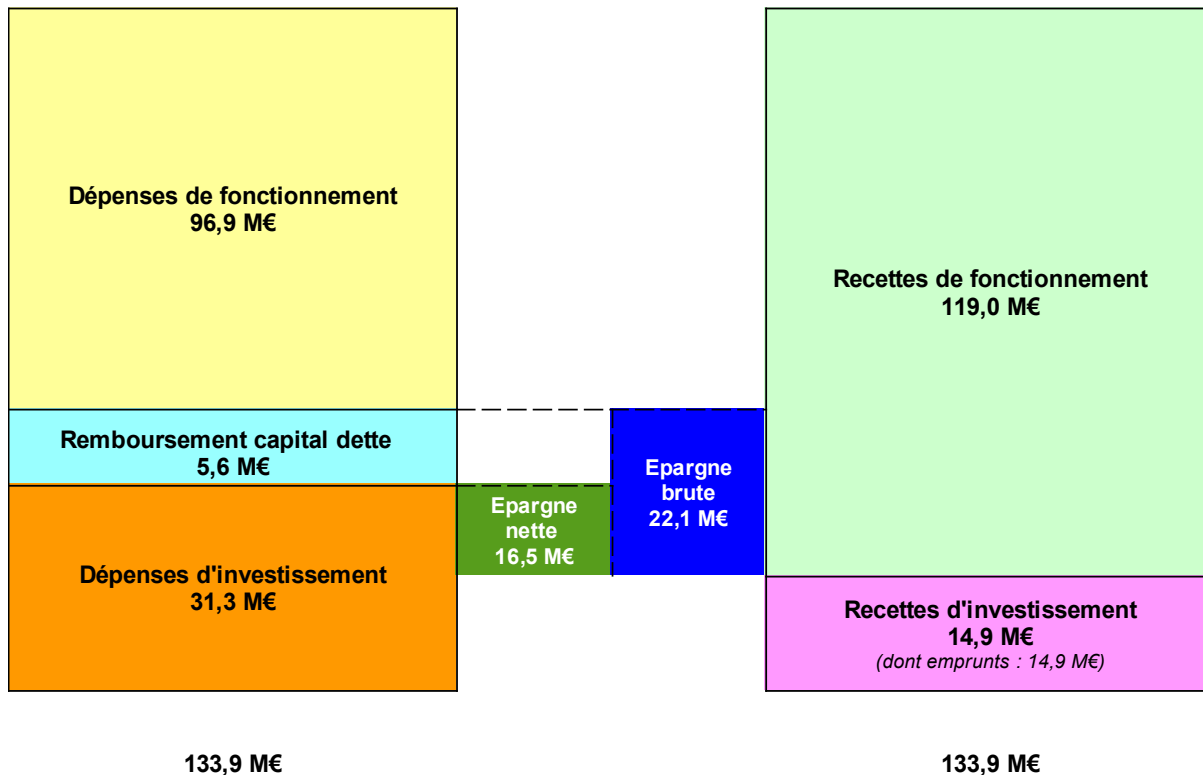 Dépenses de fonctionnement
96,9 M€
Remboursement capital dette
5,6 M€
Dépenses d'investissement
31,3 M€
Epargne
nette
16,5 M€
Epargne
brute
22,1 M€
Recettes de fonctionnement
119,0 M€
Recettes d'investissement
14,9 M€
(dont emprunts : 14,9 M€)
133,9 M€
133,9 M€